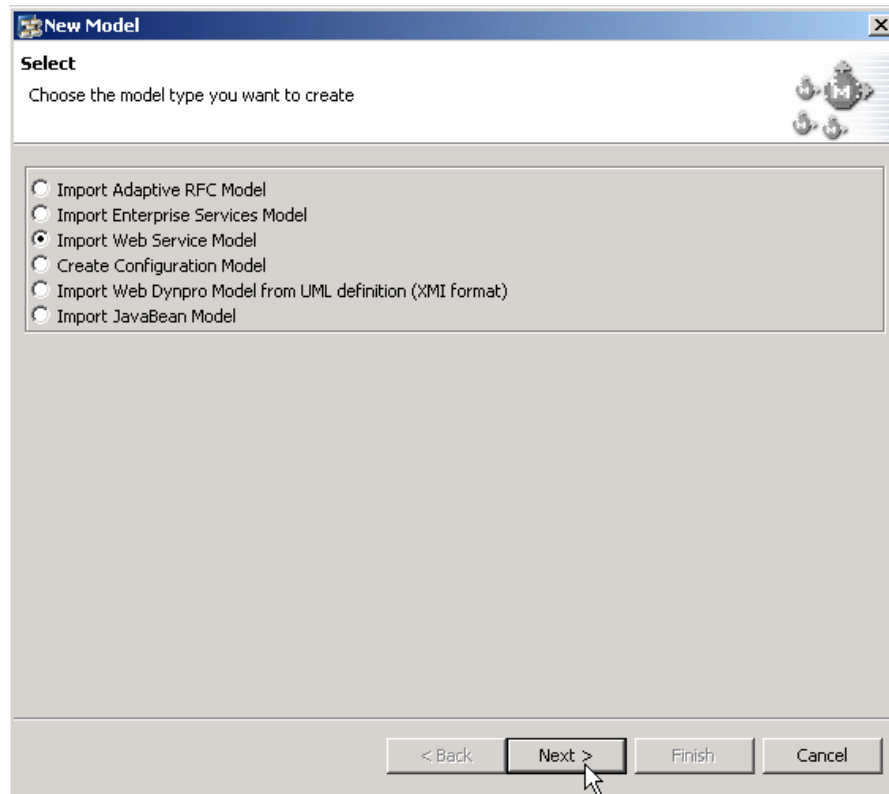 New Model
Select
Choose the model type you want to create
M
Import Adaptive RFC Model
Import Enterprise Services Model
Import Web Service Model
Create Configuration Model
Import Web Dynpro Model from UML definition (XMI format)
Import JavaBean Model
< Back Next > Finish Cancel